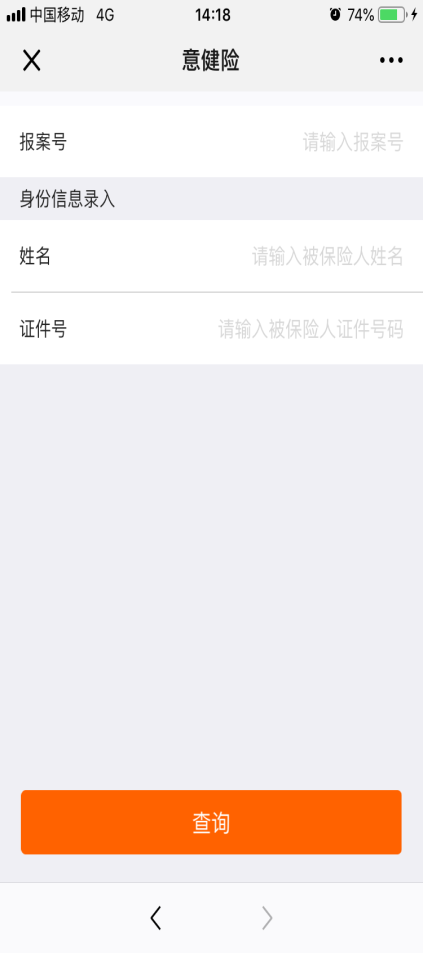 中国移动 4G 14:18 74%
意健险
报案号 请输入报案号
身份信息录入
姓名 请输入被保险人姓名
证件号 请输入被保险人证件号码
查询